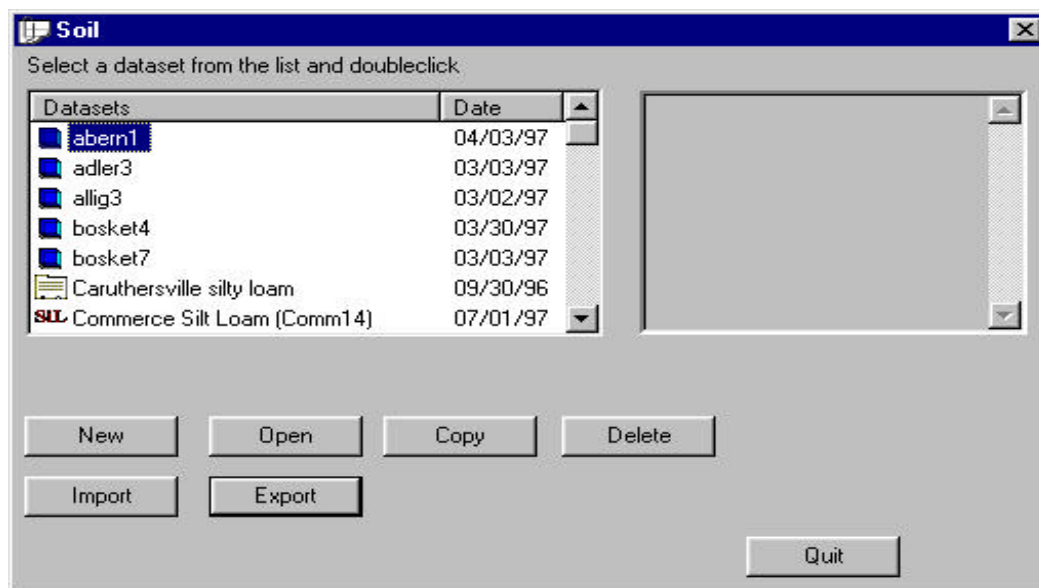 Soil
Select a dataset from the list and doubleclick
Datasets Date
abern1 04/03/97
adler3 03/03/97
allig3 03/02/97
bosket4 03/30/97
bosket7 03/03/97
Caruthersville silty loam 09/30/96
SIL Commerce Silt Loam (Comm14) 07/01/97
New Open Copy Delete
Import Export
Quit